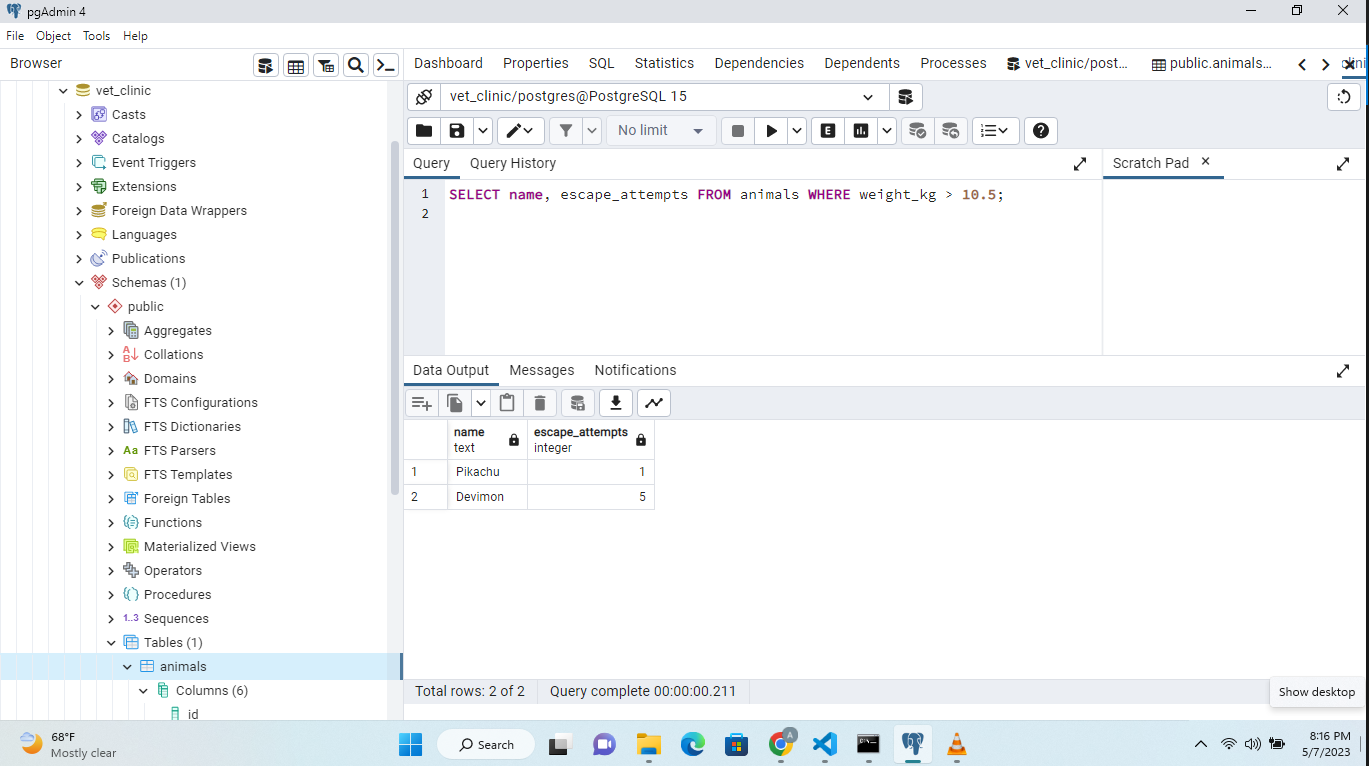 pgAdmin 4
File Object Tools Help
Browser
Dashboard Properties SQL Statistics Dependencies Dependents Processes vet_clinic/post... public.animals...
vet_clinic/postgres@PostgreSQL 15
No limit
E
Query Query History
Scratch Pad
1 SELECT name, escape_attempts FROM animals WHERE weight_kg > 10.5;
2
vet_clinic
Casts
Catalogs
Event Triggers
Extensions
Foreign Data Wrappers
Languages
Publications
Schemas (1)
public
Aggregates
Collations
Domains
FTS Configurations
FTS Dictionaries
Aa FTS Parsers
FTS Templates
Foreign Tables
Functions
Materialized Views
Operators
Procedures
1..3 Sequences
Tables (1)
animals
Columns (6)
id
Data Output Messages Notifications
name escape_attempts
text integer
1 Pikachu 1
2 Devimon 5
Total rows: 2 of 2 Query complete 00:00:00.211
Show desktop
68°F
Mostly clear
Search
A
8:16 PM
5/7/2023